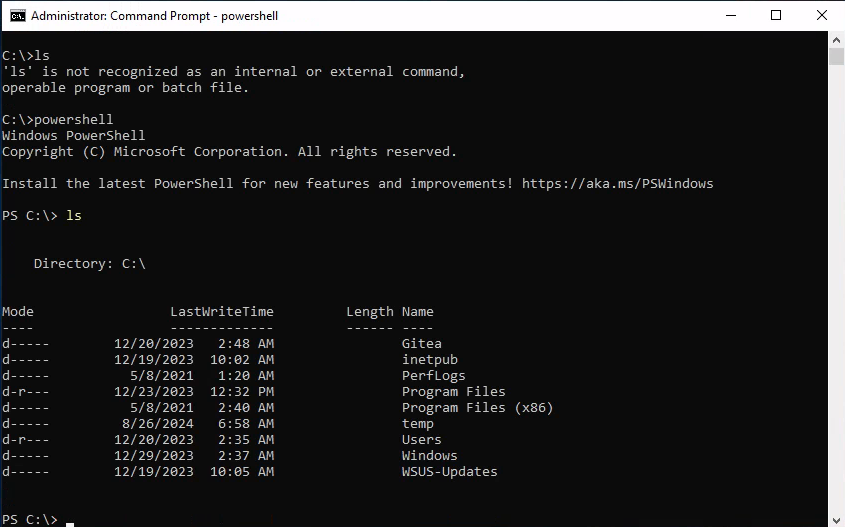 Administrator: Command Prompt - powershell
C:\>ls
'ls' is not recognized as an internal or external command,
operable program or batch file.
C:\>powershell
Windows PowerShell
Copyright (C) Microsoft Corporation. All rights reserved.
Install the latest PowerShell for new features and improvements! https://aka.ms/PSWindows
PS C:\> ls
    Directory: C:\
Mode                 LastWriteTime         Length Name
----                 -------------         ------ ----
d-----        12/20/2023   2:48 AM                Gitea
d-----        12/19/2023  10:02 AM                inetpub
d-----          5/8/2021   1:20 AM                PerfLogs
d-r---        12/23/2023  12:32 PM                Program Files
d-----          5/8/2021   2:40 AM                Program Files (x86)
d-----         8/26/2024   6:58 AM                temp
d-r---        12/20/2023   2:35 AM                Users
d-----        12/29/2023   2:37 AM                Windows
d-----        12/19/2023  10:05 AM                WSUS-Updates
PS C:\>